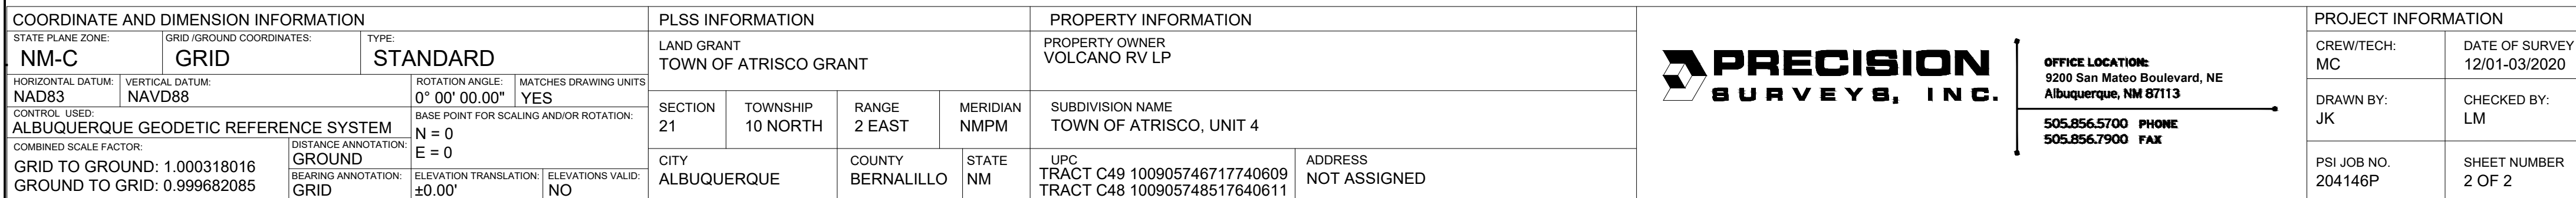 COORDINATE AND DIMENSION INFORMATION
STATE PLANE ZONE:
NM-C
GRID /GROUND COORDINATES:
GRID
TYPE:
STANDARD
HORIZONTAL DATUM:
NAD83
VERTICAL DATUM:
NAVD88
ROTATION ANGLE:
0° 00' 00.00"
MATCHES DRAWING UNITS
YES
CONTROL USED:
ALBUQUERQUE GEODETIC REFERENCE SYSTEM
BASE POINT FOR SCALING AND/OR ROTATION:
N = 0
E = 0
COMBINED SCALE FACTOR:
GRID TO GROUND: 1.000318016
GROUND TO GRID: 0.999682085
DISTANCE ANNOTATION:
GROUND
BEARING ANNOTATION:
GRID
ELEVATION TRANSLATION:
±0.00'
ELEVATIONS VALID:
NO
PLSS INFORMATION
LAND GRANT
TOWN OF ATRISCO GRANT
SECTION
21
TOWNSHIP
10 NORTH
RANGE
2 EAST
MERIDIAN
NMPM
CITY
ALBUQUERQUE
COUNTY
BERNALILLO
STATE
NM
PROPERTY INFORMATION
PROPERTY OWNER
VOLCANO RV LP
SUBDIVISION NAME
TOWN OF ATRISCO, UNIT 4
UPC
TRACT C49 100905746717740609
TRACT C48 100905748517640611
ADDRESS
NOT ASSIGNED
PRECISION
SURVEYS, INC.
OFFICE LOCATION:
9200 San Mateo Boulevard, NE
Albuquerque, NM 87113
505.856.5700 PHONE
505.856.7900 FAX
PROJECT INFORMATION
CREW/TECH:
MC
DATE OF SURVEY
12/01-03/2020
DRAWN BY:
JK
CHECKED BY:
LM
PSI JOB NO.
204146P
SHEET NUMBER
2 OF 2